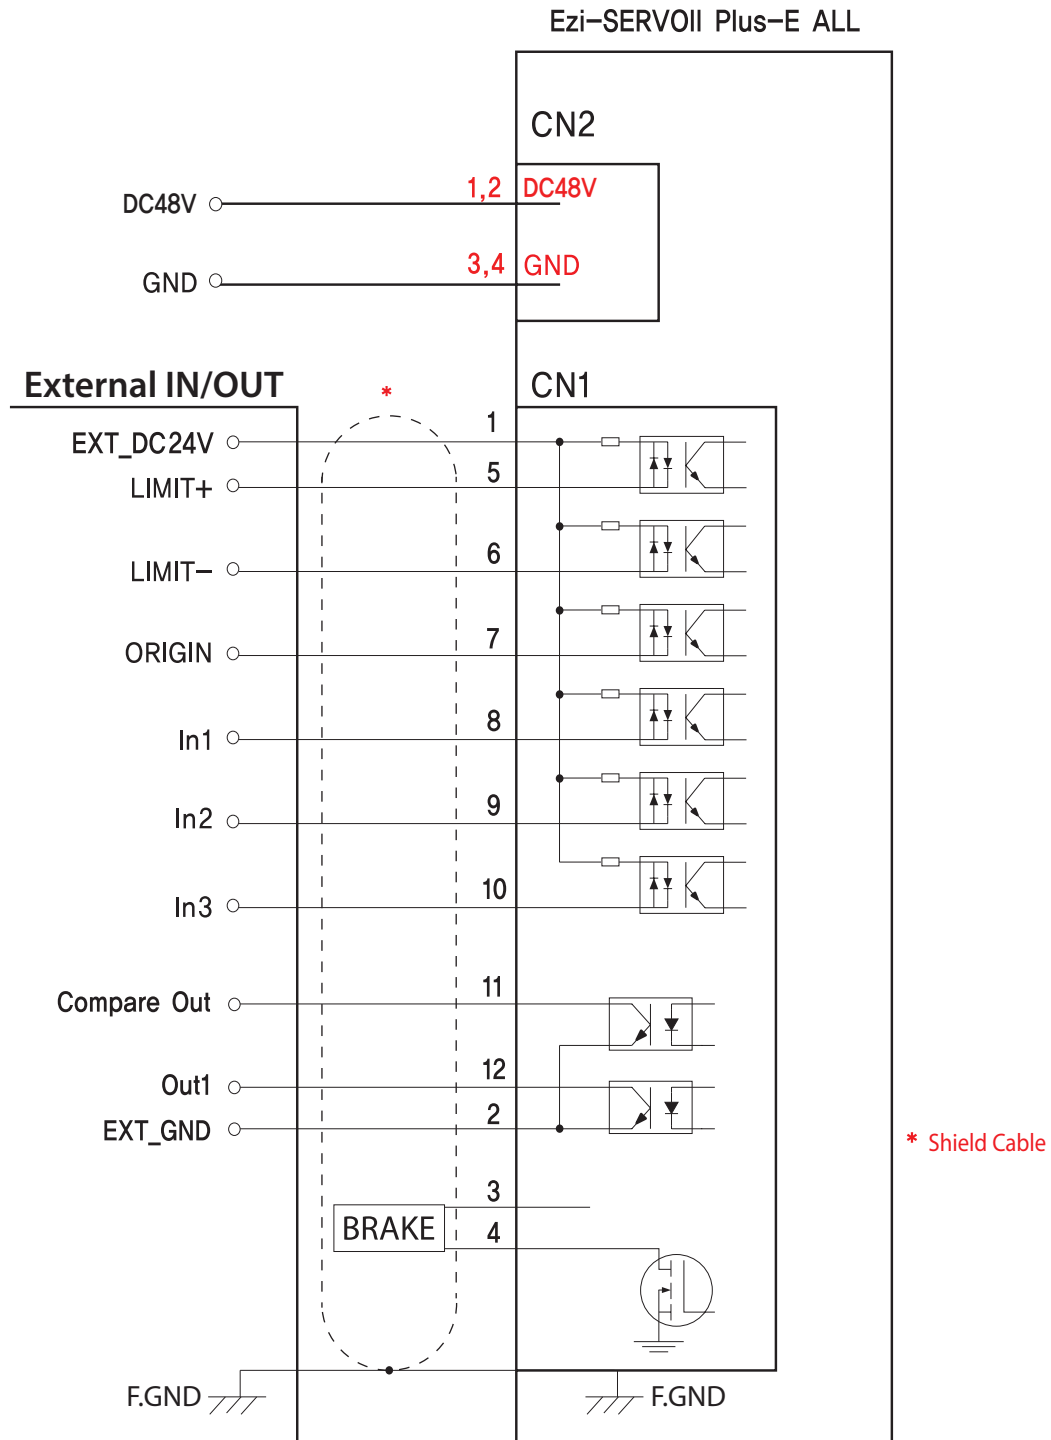 Ezi-SERVOII Plus-E ALL
CN2
DC48V 1,2 DC48V
GND 3,4 GND
External IN/OUT * CN1
EXT_DC24V 1
LIMIT+ 5
LIMIT- 6
ORIGIN 7
In1 8
In2 9
In3 10
Compare Out 11
Out1 12
EXT_GND 2
* Shield Cable
3
BRAKE 4
F.GND F.GND